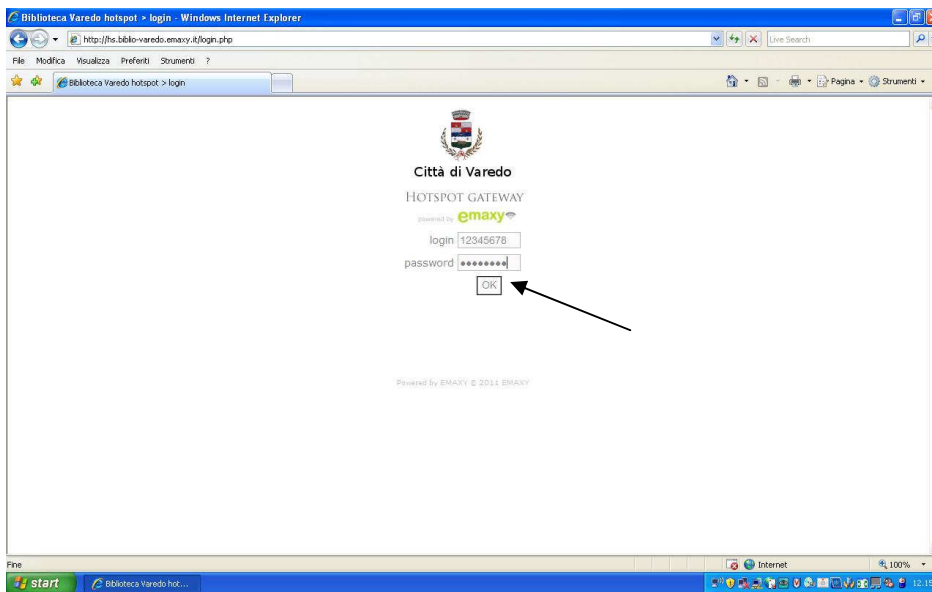 Biblioteca Varedo hotspot > login - Windows Internet Explorer
http://hs.biblio-varedo.emaxy.it/login.php
Live Search
File Modifica Visualizza Preferiti Strumenti ?
Biblioteca Varedo hotspot > login
Pagina Strumenti
Città di Varedo
HOTSPOT GATEWAY
powered by emaxy
login 12345678
password ••••••••
OK
Powered by EMAXY © 2011 EMAXY
Fine
Internet
100%
start
Biblioteca Varedo hot...
12.15